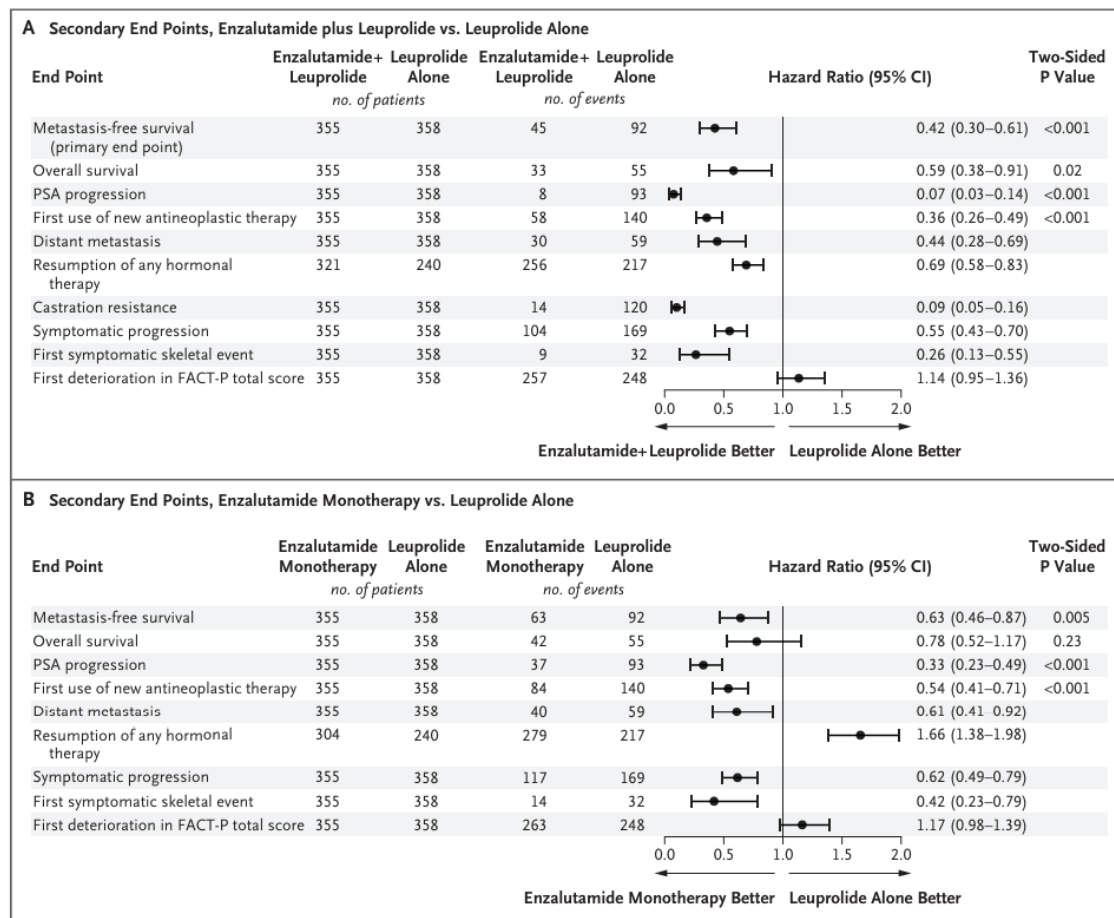 A Secondary End Points, Enzalutamide plus Leuprolide vs. Leuprolide Alone
End Point Enzalutamide+ Leuprolide Leuprolide Alone Enzalutamide+ Leuprolide Leuprolide Alone Hazard Ratio (95% CI) Two-Sided P Value
no. of patients no. of events
Metastasis-free survival (primary end point) 355 358 45 92 0.42 (0.30–0.61) <0.001
Overall survival 355 358 33 55 0.59 (0.38–0.91) 0.02
PSA progression 355 358 8 93 0.07 (0.03–0.14) <0.001
First use of new antineoplastic therapy 355 358 58 140 0.36 (0.26–0.49) <0.001
Distant metastasis 355 358 30 59 0.44 (0.28–0.69)
Resumption of any hormonal therapy 321 240 256 217 0.69 (0.58–0.83)
Castration resistance 355 358 14 120 0.09 (0.05–0.16)
Symptomatic progression 355 358 104 169 0.55 (0.43–0.70)
First symptomatic skeletal event 355 358 9 32 0.26 (0.13–0.55)
First deterioration in FACT-P total score 355 358 257 248 1.14 (0.95–1.36)
0.0 0.5 1.0 1.5 2.0
Enzalutamide+Leuprolide Better Leuprolide Alone Better
B Secondary End Points, Enzalutamide Monotherapy vs. Leuprolide Alone
End Point Enzalutamide Monotherapy Leuprolide Alone Enzalutamide Monotherapy Leuprolide Alone Hazard Ratio (95% CI) Two-Sided P Value
no. of patients no. of events
Metastasis-free survival 355 358 63 92 0.63 (0.46–0.87) 0.005
Overall survival 355 358 42 55 0.78 (0.52–1.17) 0.23
PSA progression 355 358 37 93 0.33 (0.23–0.49) <0.001
First use of new antineoplastic therapy 355 358 84 140 0.54 (0.41–0.71) <0.001
Distant metastasis 355 358 40 59 0.61 (0.41–0.92)
Resumption of any hormonal therapy 304 240 279 217 1.66 (1.38–1.98)
Symptomatic progression 355 358 117 169 0.62 (0.49–0.79)
First symptomatic skeletal event 355 358 14 32 0.42 (0.23–0.79)
First deterioration in FACT-P total score 355 358 263 248 1.17 (0.98–1.39)
0.0 0.5 1.0 1.5 2.0
Enzalutamide Monotherapy Better Leuprolide Alone Better